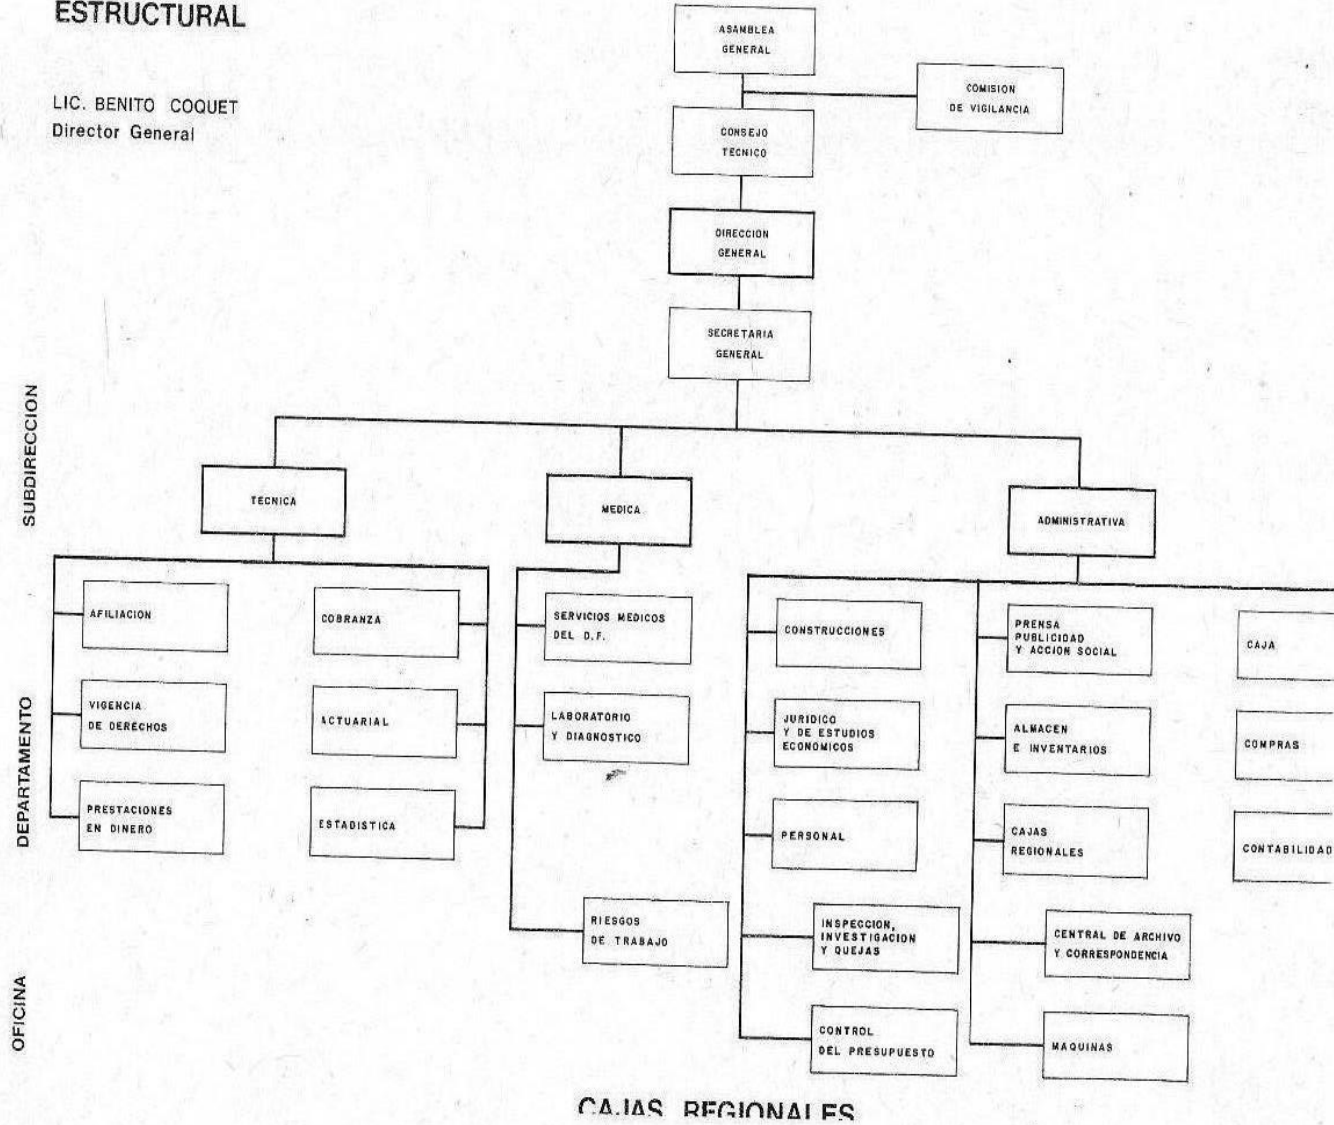 ESTRUCTURAL
LIC. BENITO COQUET
Director General
ASAMBLEA
GENERAL
COMISION
DE VIGILANCIA
CONSEJO
TECNICO
DIRECCION
GENERAL
SECRETARIA
GENERAL
SUBDIRECCION
TECNICA
MEDICA
ADMINISTRATIVA
DEPARTAMENTO
AFILIACION
COBRANZA
SERVICIOS MEDICOS
DEL D.F.
CONSTRUCCIONES
PRENSA
PUBLICIDAD
Y ACCION SOCIAL
CAJA
VIGENCIA
DE DERECHOS
ACTUARIAL
LABORATORIO
Y DIAGNOSTICO
JURIDICO
Y DE ESTUDIOS
ECONOMICOS
ALMACEN
E INVENTARIOS
COMPRAS
PRESTACIONES
EN DINERO
ESTADISTICA
PERSONAL
CAJAS
REGIONALES
CONTABILIDAD
OFICINA
RIESGOS
DE TRABAJO
INSPECCION,
INVESTIGACION
Y QUEJAS
CENTRAL DE ARCHIVO
Y CORRESPONDENCIA
CONTROL
DEL PRESUPUESTO
MAQUINAS
CAJAS REGIONALES